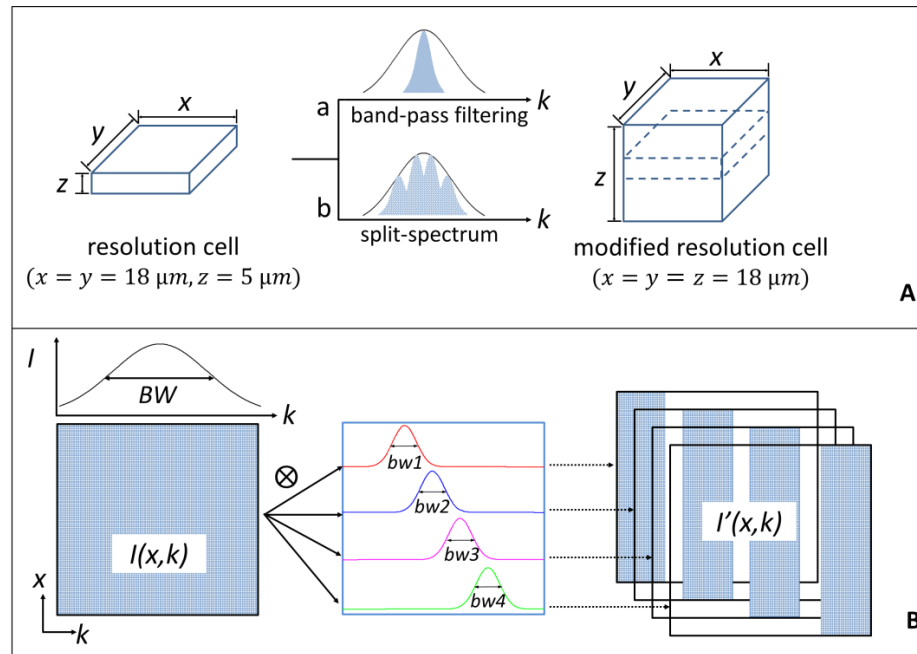 x
y
z
resolution cell
(x = y = 18 μm, z = 5 μm)
a
k
band-pass filtering
b
k
split-spectrum
x
y
z
modified resolution cell
(x = y = z = 18 μm)
A
I
BW
k
I(x,k)
x
k
⊗
bw1
bw2
bw3
bw4
I'(x,k)
B